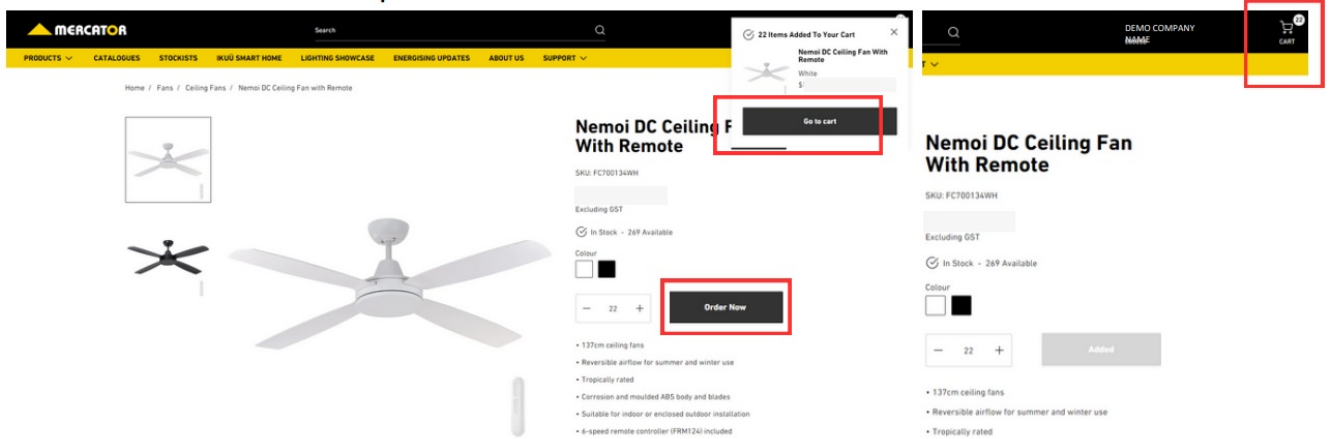 MERCATOR
Search
PRODUCTS CATALOGUES STOCKISTS IKUÜ SMART HOME LIGHTING SHOWCASE ENERGISING UPDATES ABOUT US SUPPORT
22 Items Added To Your Cart
Nemoi DC Ceiling Fan With
Remote
White
Go to cart
Home / Fans / Ceiling Fans / Nemoi DC Ceiling Fan with Remote
Nemoi DC Ceiling F
With Remote
SKU: FC700134WH
Excluding GST
In Stock - 269 Available
Colour
22
Order Now
• 137cm ceiling fans
• Reversible airflow for summer and winter use
• Tropically rated
• Corrosion and moulded ABS body and blades
• Suitable for indoor or enclosed outdoor installation
• 6-speed remote controller (FRM124) included
DEMO COMPANY
NAME
22
CART
T
Nemoi DC Ceiling Fan
With Remote
SKU: FC700134WH
Excluding GST
In Stock - 269 Available
Colour
22
Added
• 137cm ceiling fans
• Reversible airflow for summer and winter use
• Tropically rated